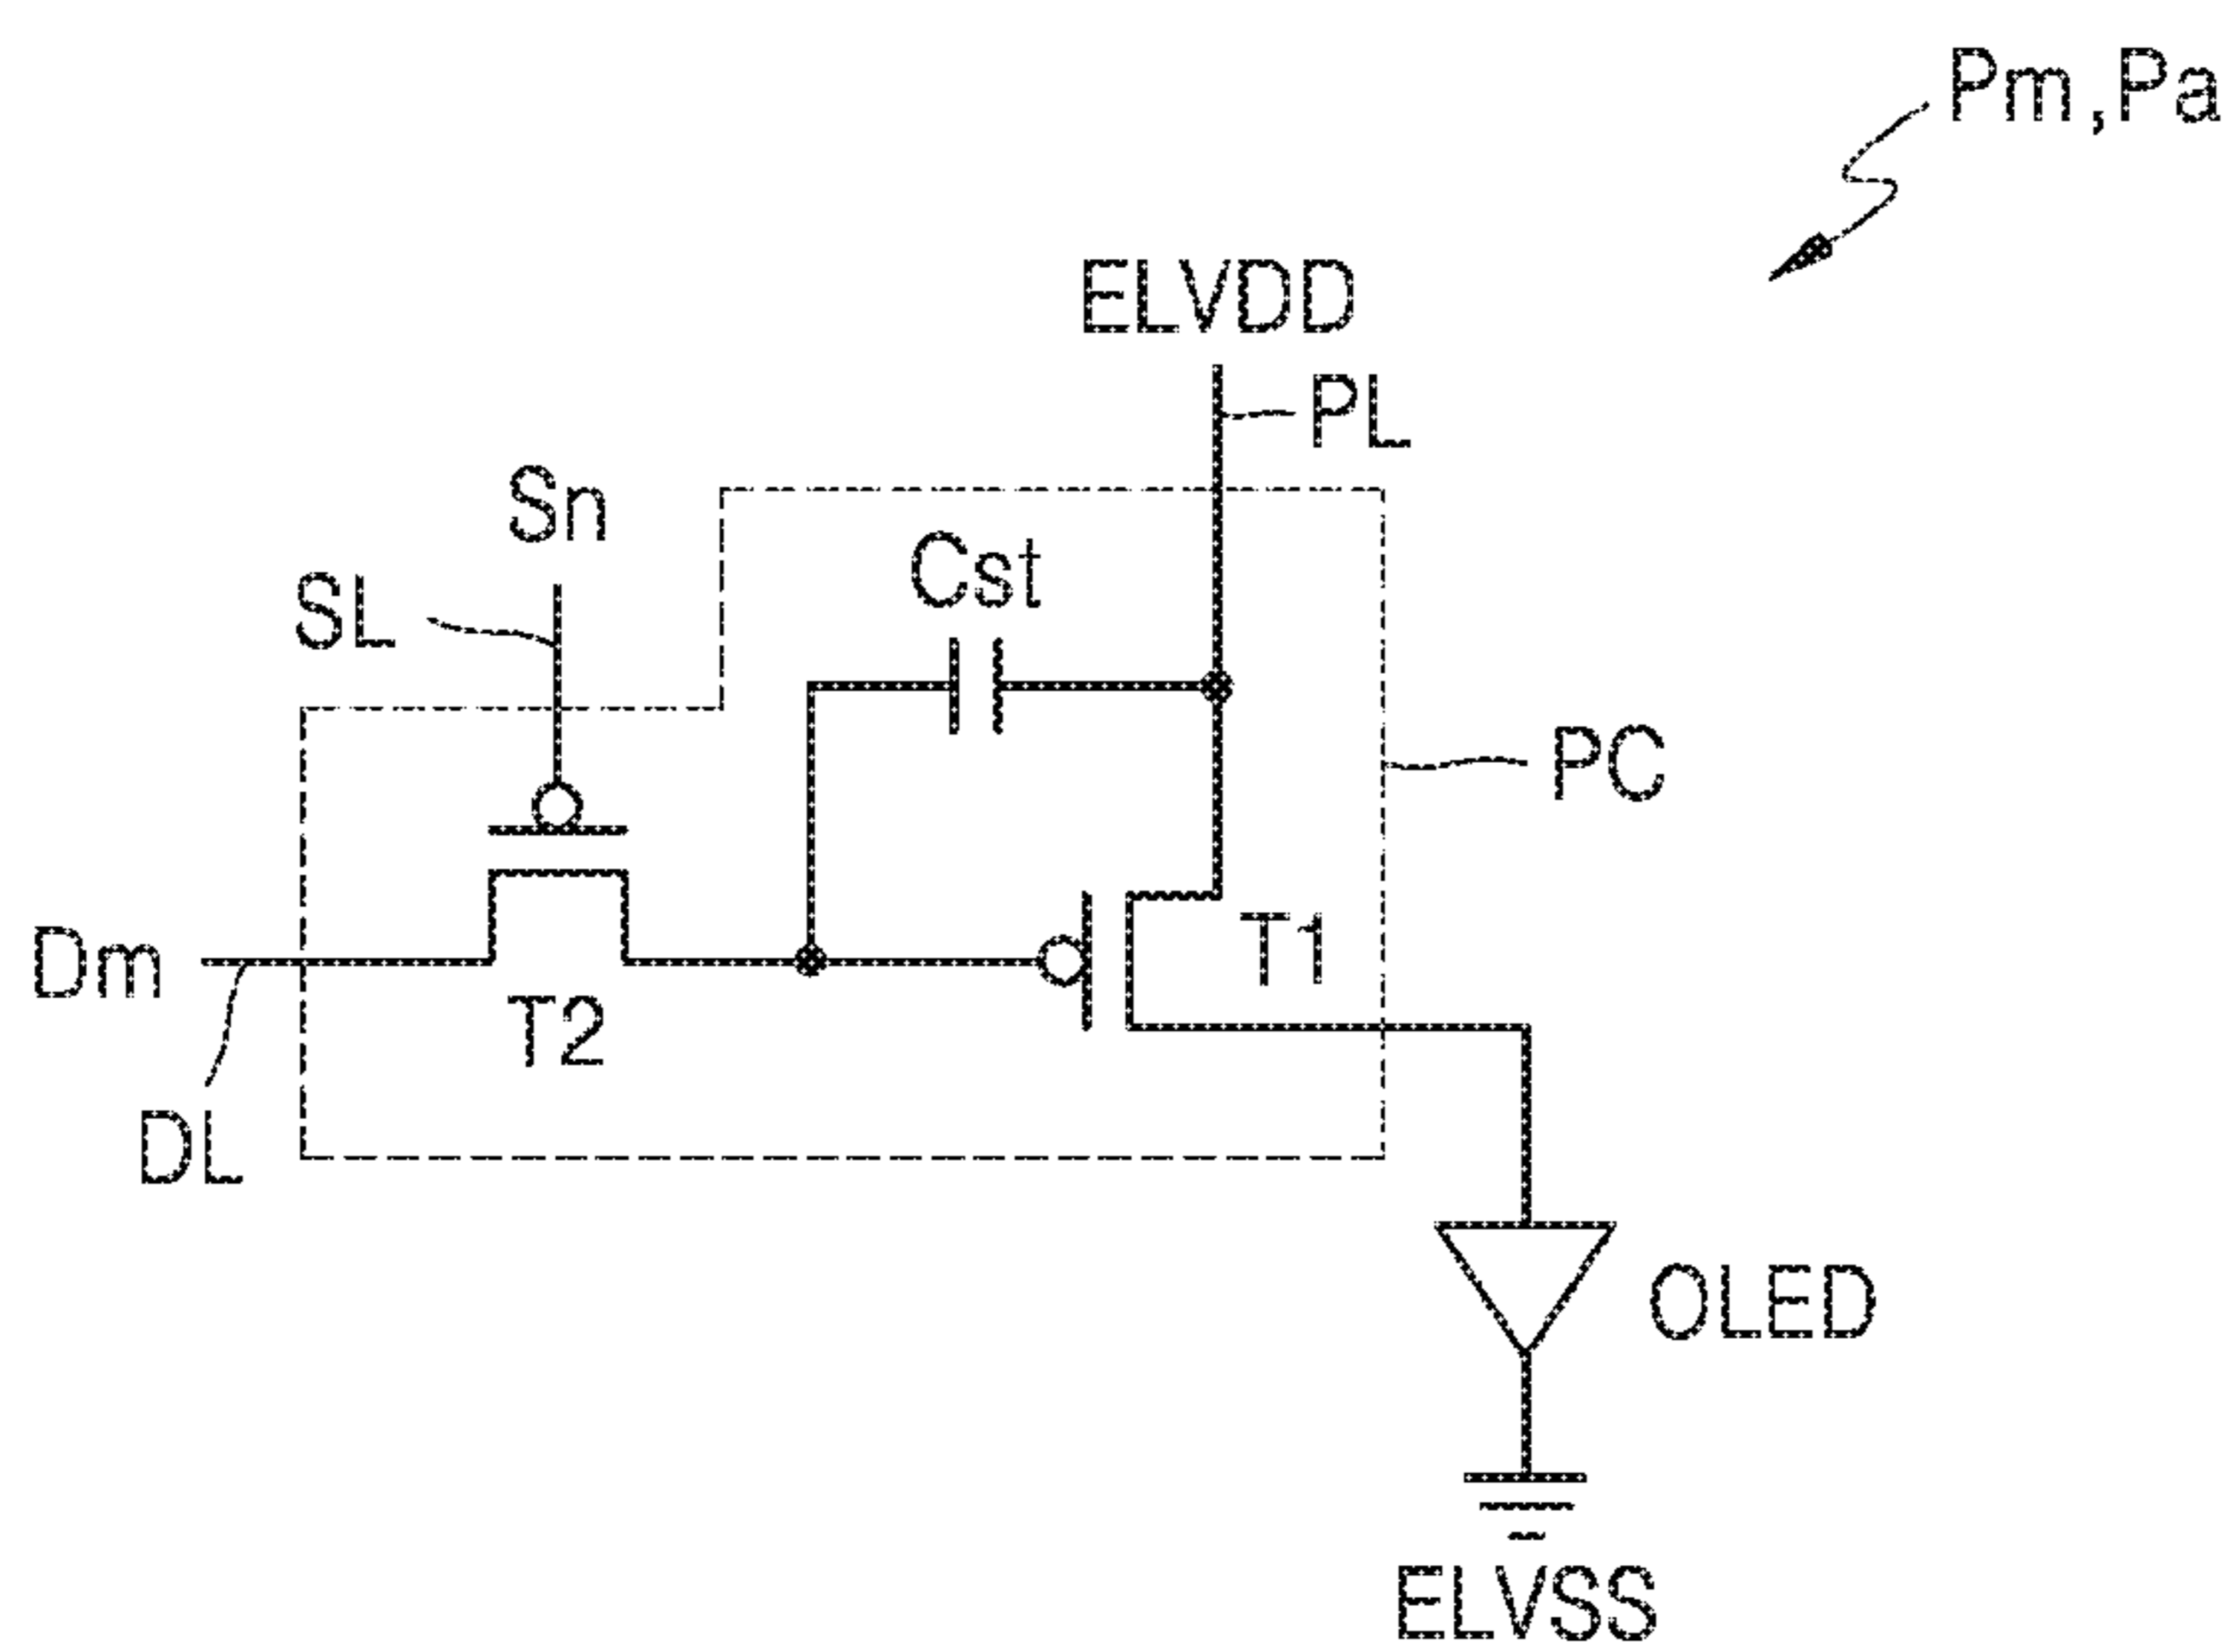 Pm,Pa
ELVDD
PL
Sn
Cst
SL
PC
T1
Dm
T2
DL
OLED
ELVSS